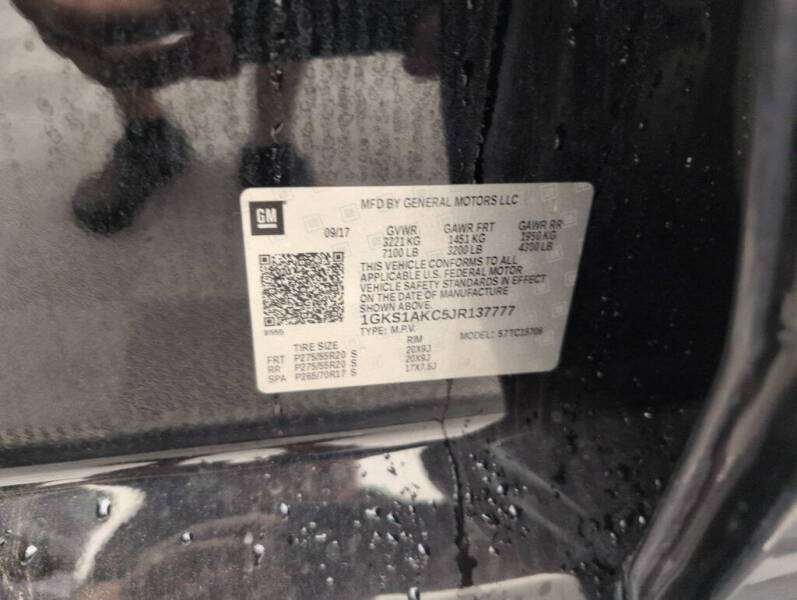 GM
MFD BY GENERAL MOTORS LLC
09/17 GVWR GAWR FRT GAWR RR
3221 KG 1451 KG 1950 KG
7100 LB 3200 LB 4300 LB
THIS VEHICLE CONFORMS TO ALL
APPLICABLE U.S. FEDERAL MOTOR
VEHICLE SAFETY STANDARDS IN EFFECT
ON THE DATE OF MANUFACTURE
SHOWN ABOVE.
1GKS1AKC5JR137777
TYPE: M.P.V. MODEL: 57TC15706
TIRE SIZE RIM
FRT P275/55R20 S 20X9J
RR P275/55R20 S 20X9J
SPA P265/70R17 S 17X7.5J